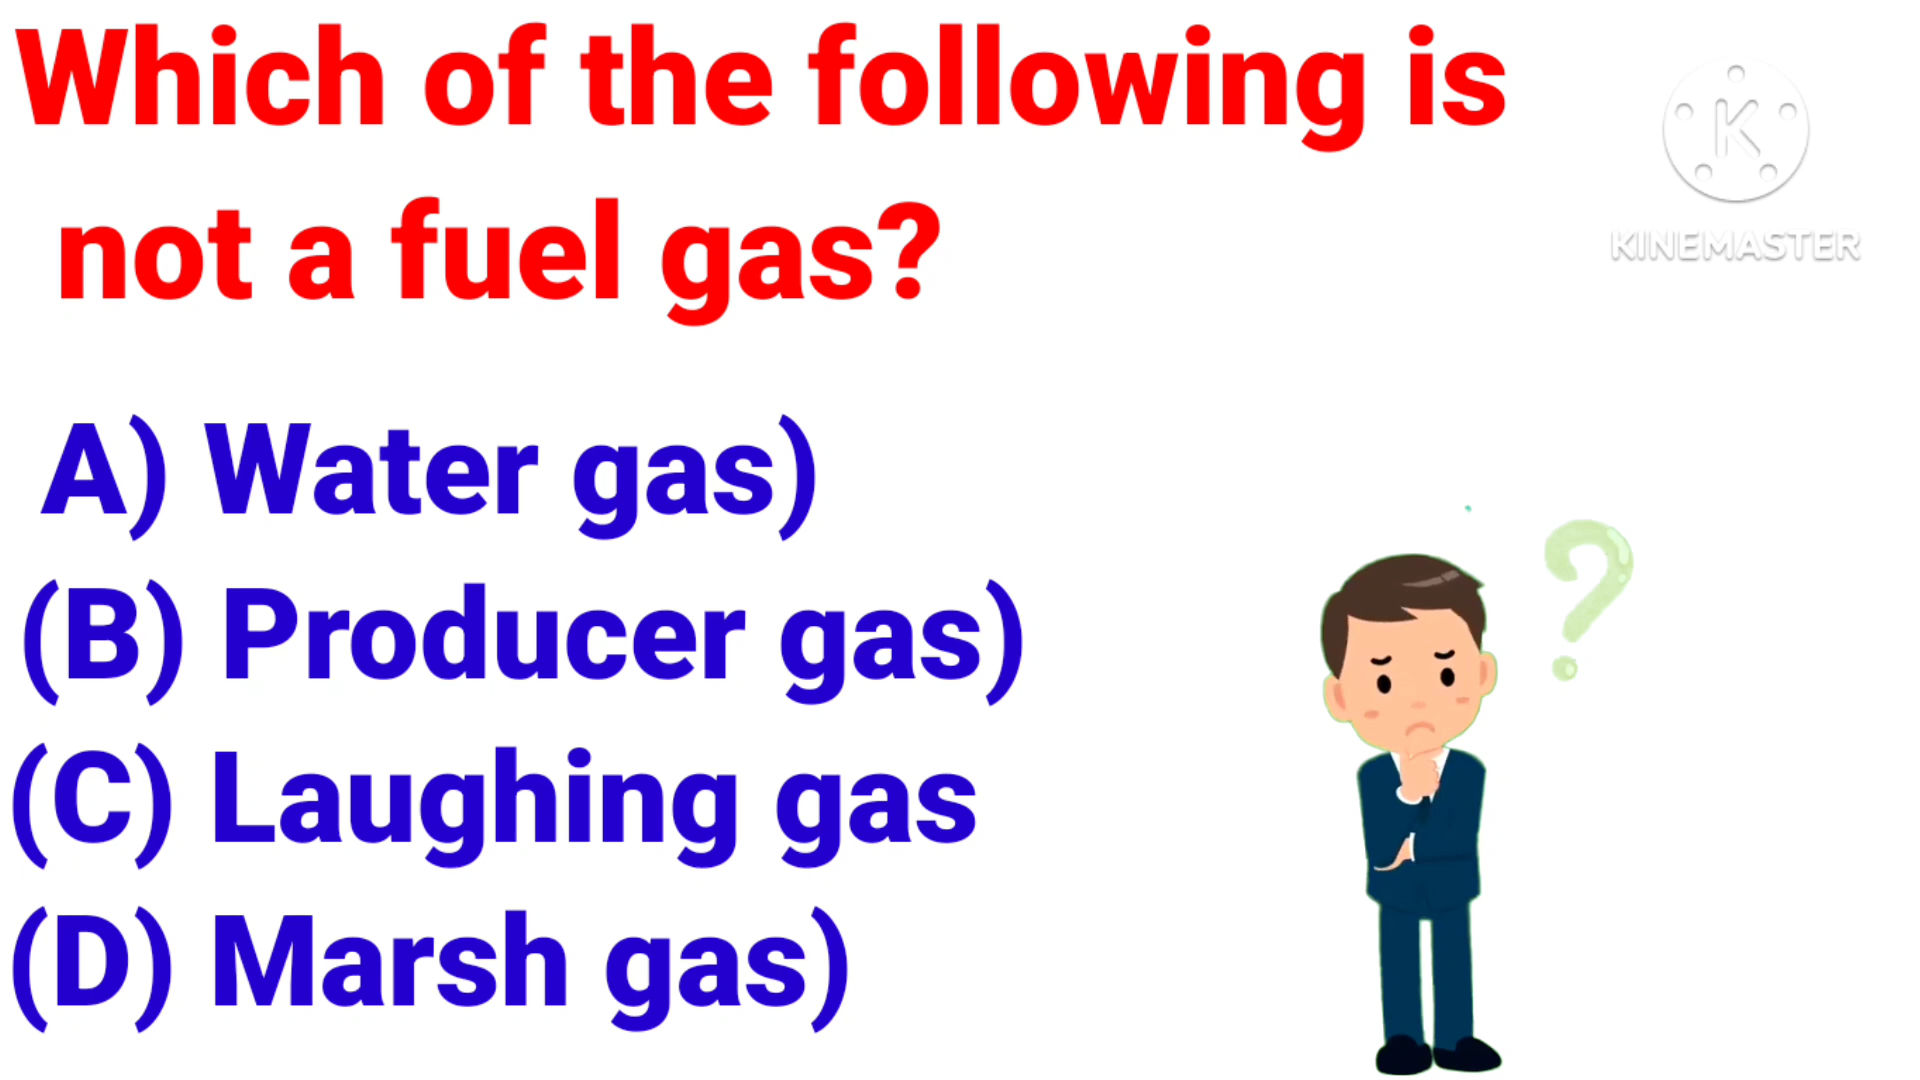 Which of the following is
not a fuel gas?
K
KINEMASTER
A) Water gas)
(B) Producer gas)
(C) Laughing gas
(D) Marsh gas)
?